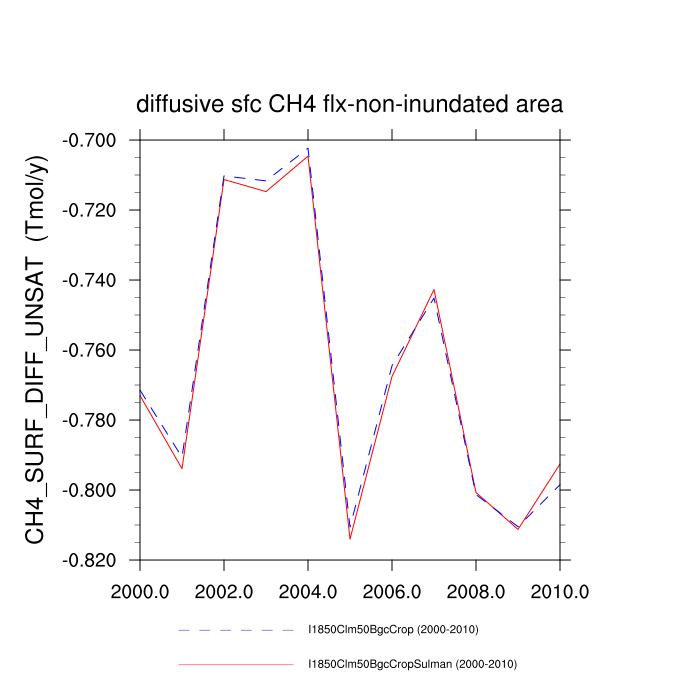 diffusive sfc CH4 flx-non-inundated area
CH4_SURF_DIFF_UNSAT (Tmol/y)
-0.700
-0.720
-0.740
-0.760
-0.780
-0.800
-0.820
2000.0 2002.0 2004.0 2006.0 2008.0 2010.0
I1850Clm50BgcCrop (2000-2010)
I1850Clm50BgcCropSulman (2000-2010)